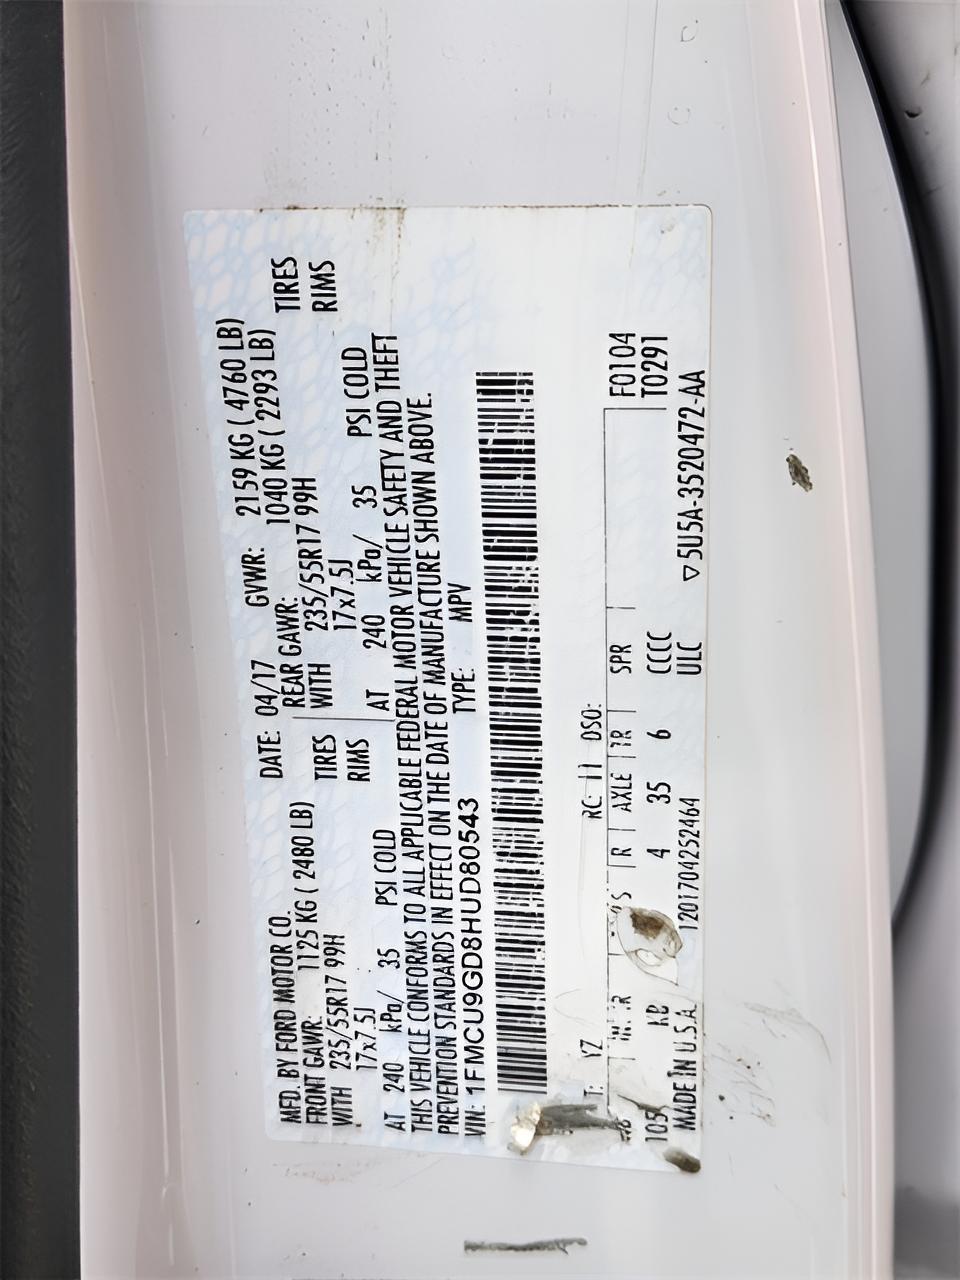 MFD. BY FORD MOTOR CO.
DATE: 04/17
GVWR: 2159 KG ( 4760 LB)
FRONT GAWR: 1125 KG ( 2480 LB)
REAR GAWR: 1040 KG ( 2293 LB)
WITH 235/55R17 99H TIRES
WITH 235/55R17 99H TIRES
17x7.5J RIMS
17x7.5J RIMS
AT 240 kPa/ 35 PSI COLD
AT 240 kPa/ 35 PSI COLD
THIS VEHICLE CONFORMS TO ALL APPLICABLE FEDERAL MOTOR VEHICLE SAFETY AND THEFT
PREVENTION STANDARDS IN EFFECT ON THE DATE OF MANUFACTURE SHOWN ABOVE.
VIN: 1FMCU9GD8HUD80543
TYPE: MPV
YZ
RC: 11 DSO:
R AXLE TR SPR
F0104
105 KB 4 35 6 CCCC
T0291
MADE IN U.S.A.
120170425​2464
ULC
▽5U5A-3520472-AA